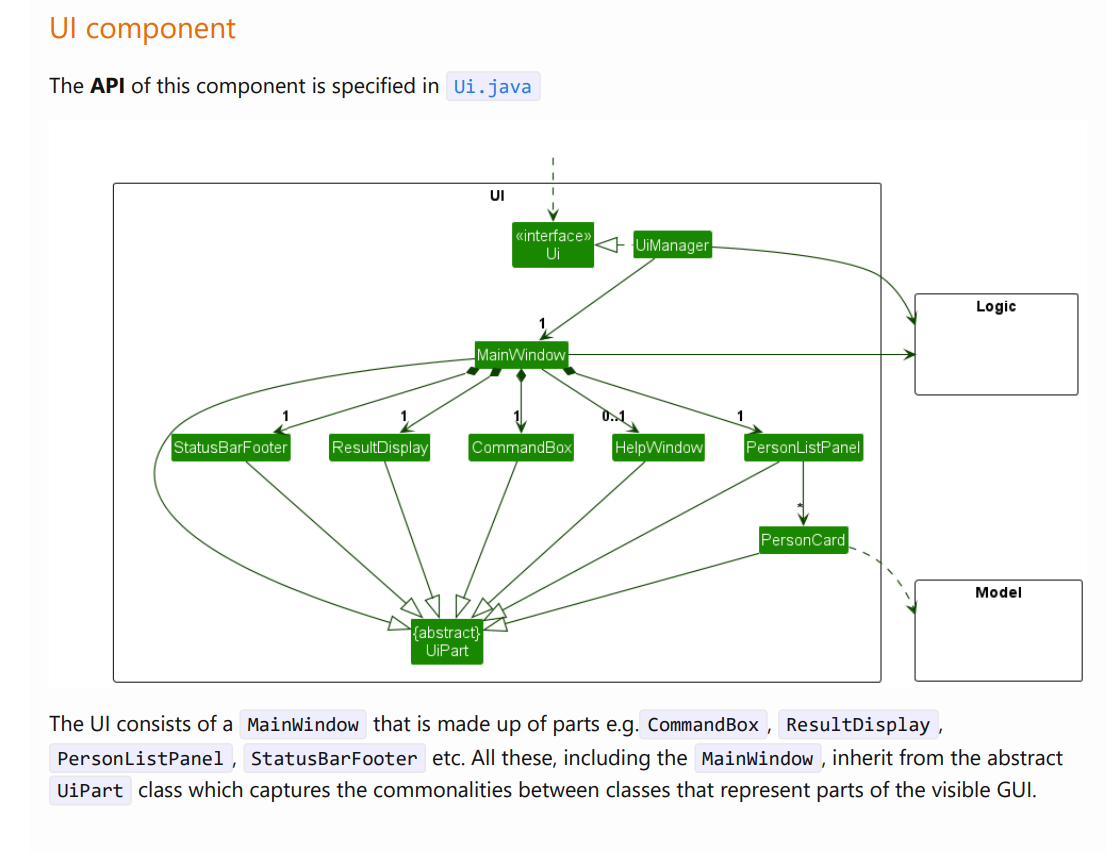 UI component
The API of this component is specified in Ui.java
UI
«interface»
Ui
UiManager
Logic
1
MainWindow
1
1
1
0..1
1
StatusBarFooter
ResultDisplay
CommandBox
HelpWindow
PersonListPanel
*
PersonCard
Model
{abstract}
UiPart
The UI consists of a MainWindow that is made up of parts e.g. CommandBox, ResultDisplay,
PersonListPanel, StatusBarFooter etc. All these, including the MainWindow, inherit from the abstract
UiPart class which captures the commonalities between classes that represent parts of the visible GUI.